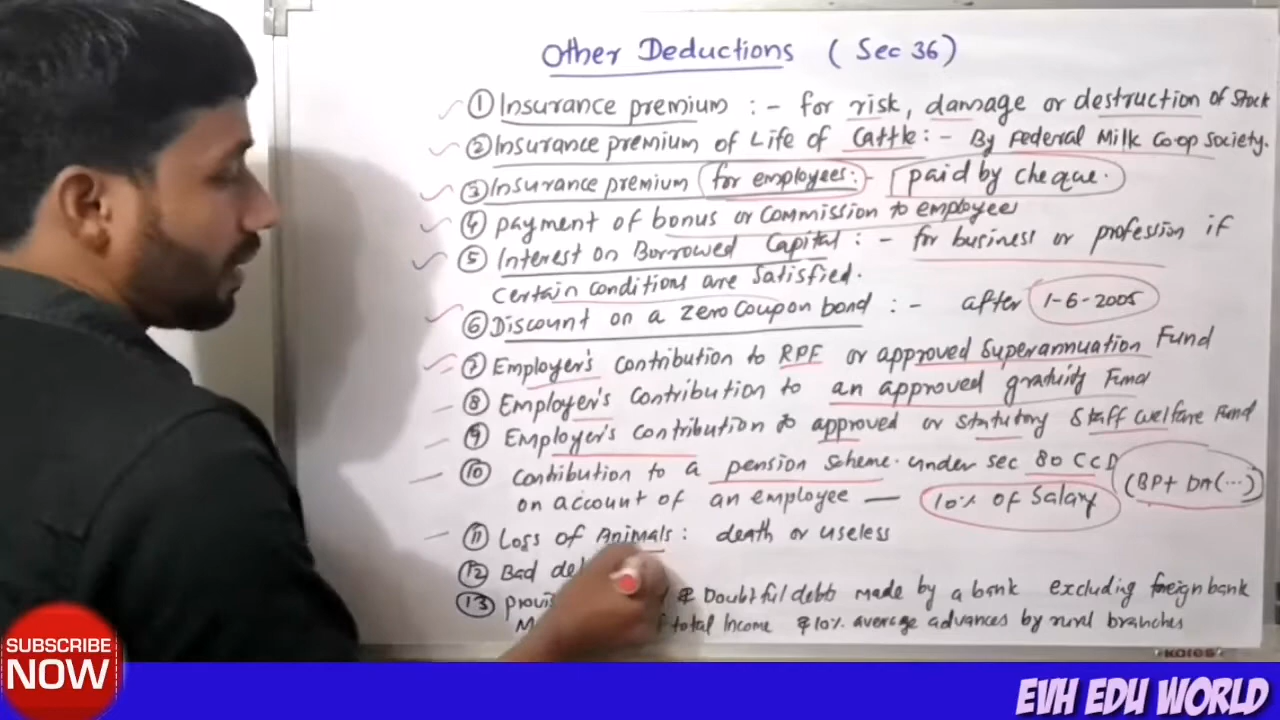 Other Deductions ( Sec 36)
① Insurance premium :- for risk, damage or destruction of Stock
② Insurance premium of Life of Cattle :- By Federal Milk Co-op Society.
③ Insurance premium for employees :- paid by cheque.
④ payment of bonus or Commission to employees
⑤ Interest on Borrowed Capital : - for business or profession if
Certain conditions are Satisfied.
⑥ Discount on a Zero Coupon bond : - after 1-6-2005
⑦ Employer's Contribution to RPF or approved Superannuation Fund
⑧ Employer's Contribution to an approved gratuity Fund
⑨ Employer's Contribution to approved or Statutory Staff welfare Fund
⑩ Contribution to a pension Scheme. under sec 80 CCD
on account of an employee — 10% of Salary (BP+ DA(...)
⑪ Loss of Animals: death or useless
⑫ Bad
⑬ & Doubtful debts made by a bank excluding foreign bank
total Income & 10% average advances by rural branches
Kores
SUBSCRIBE
NOW
EVH EDU WORLD